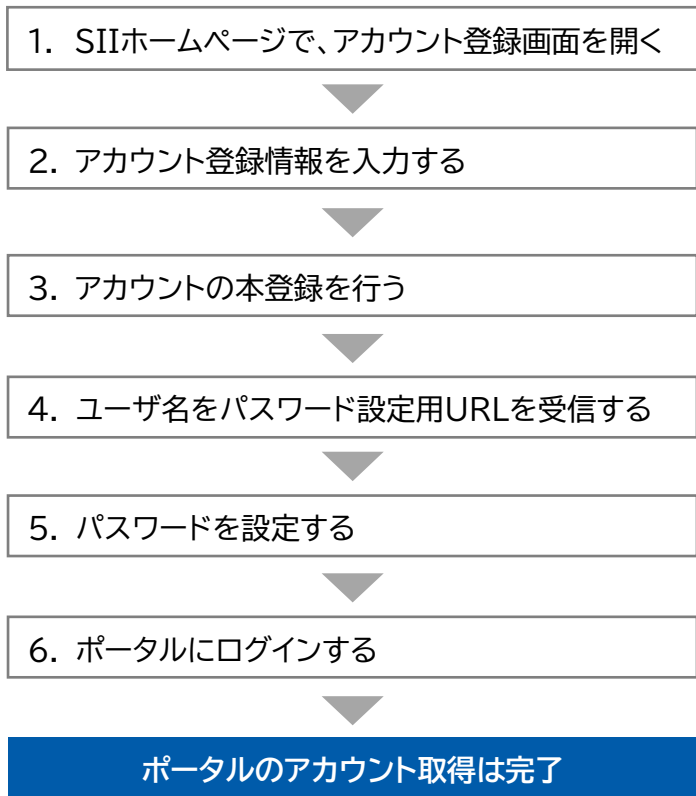 1. SIIホームページで、アカウント登録画面を開く
2. アカウント登録情報を入力する
3. アカウントの本登録を行う
4. ユーザ名をパスワード設定用URLを受信する
5. パスワードを設定する
6. ポータルにログインする
ポータルのアカウント取得は完了